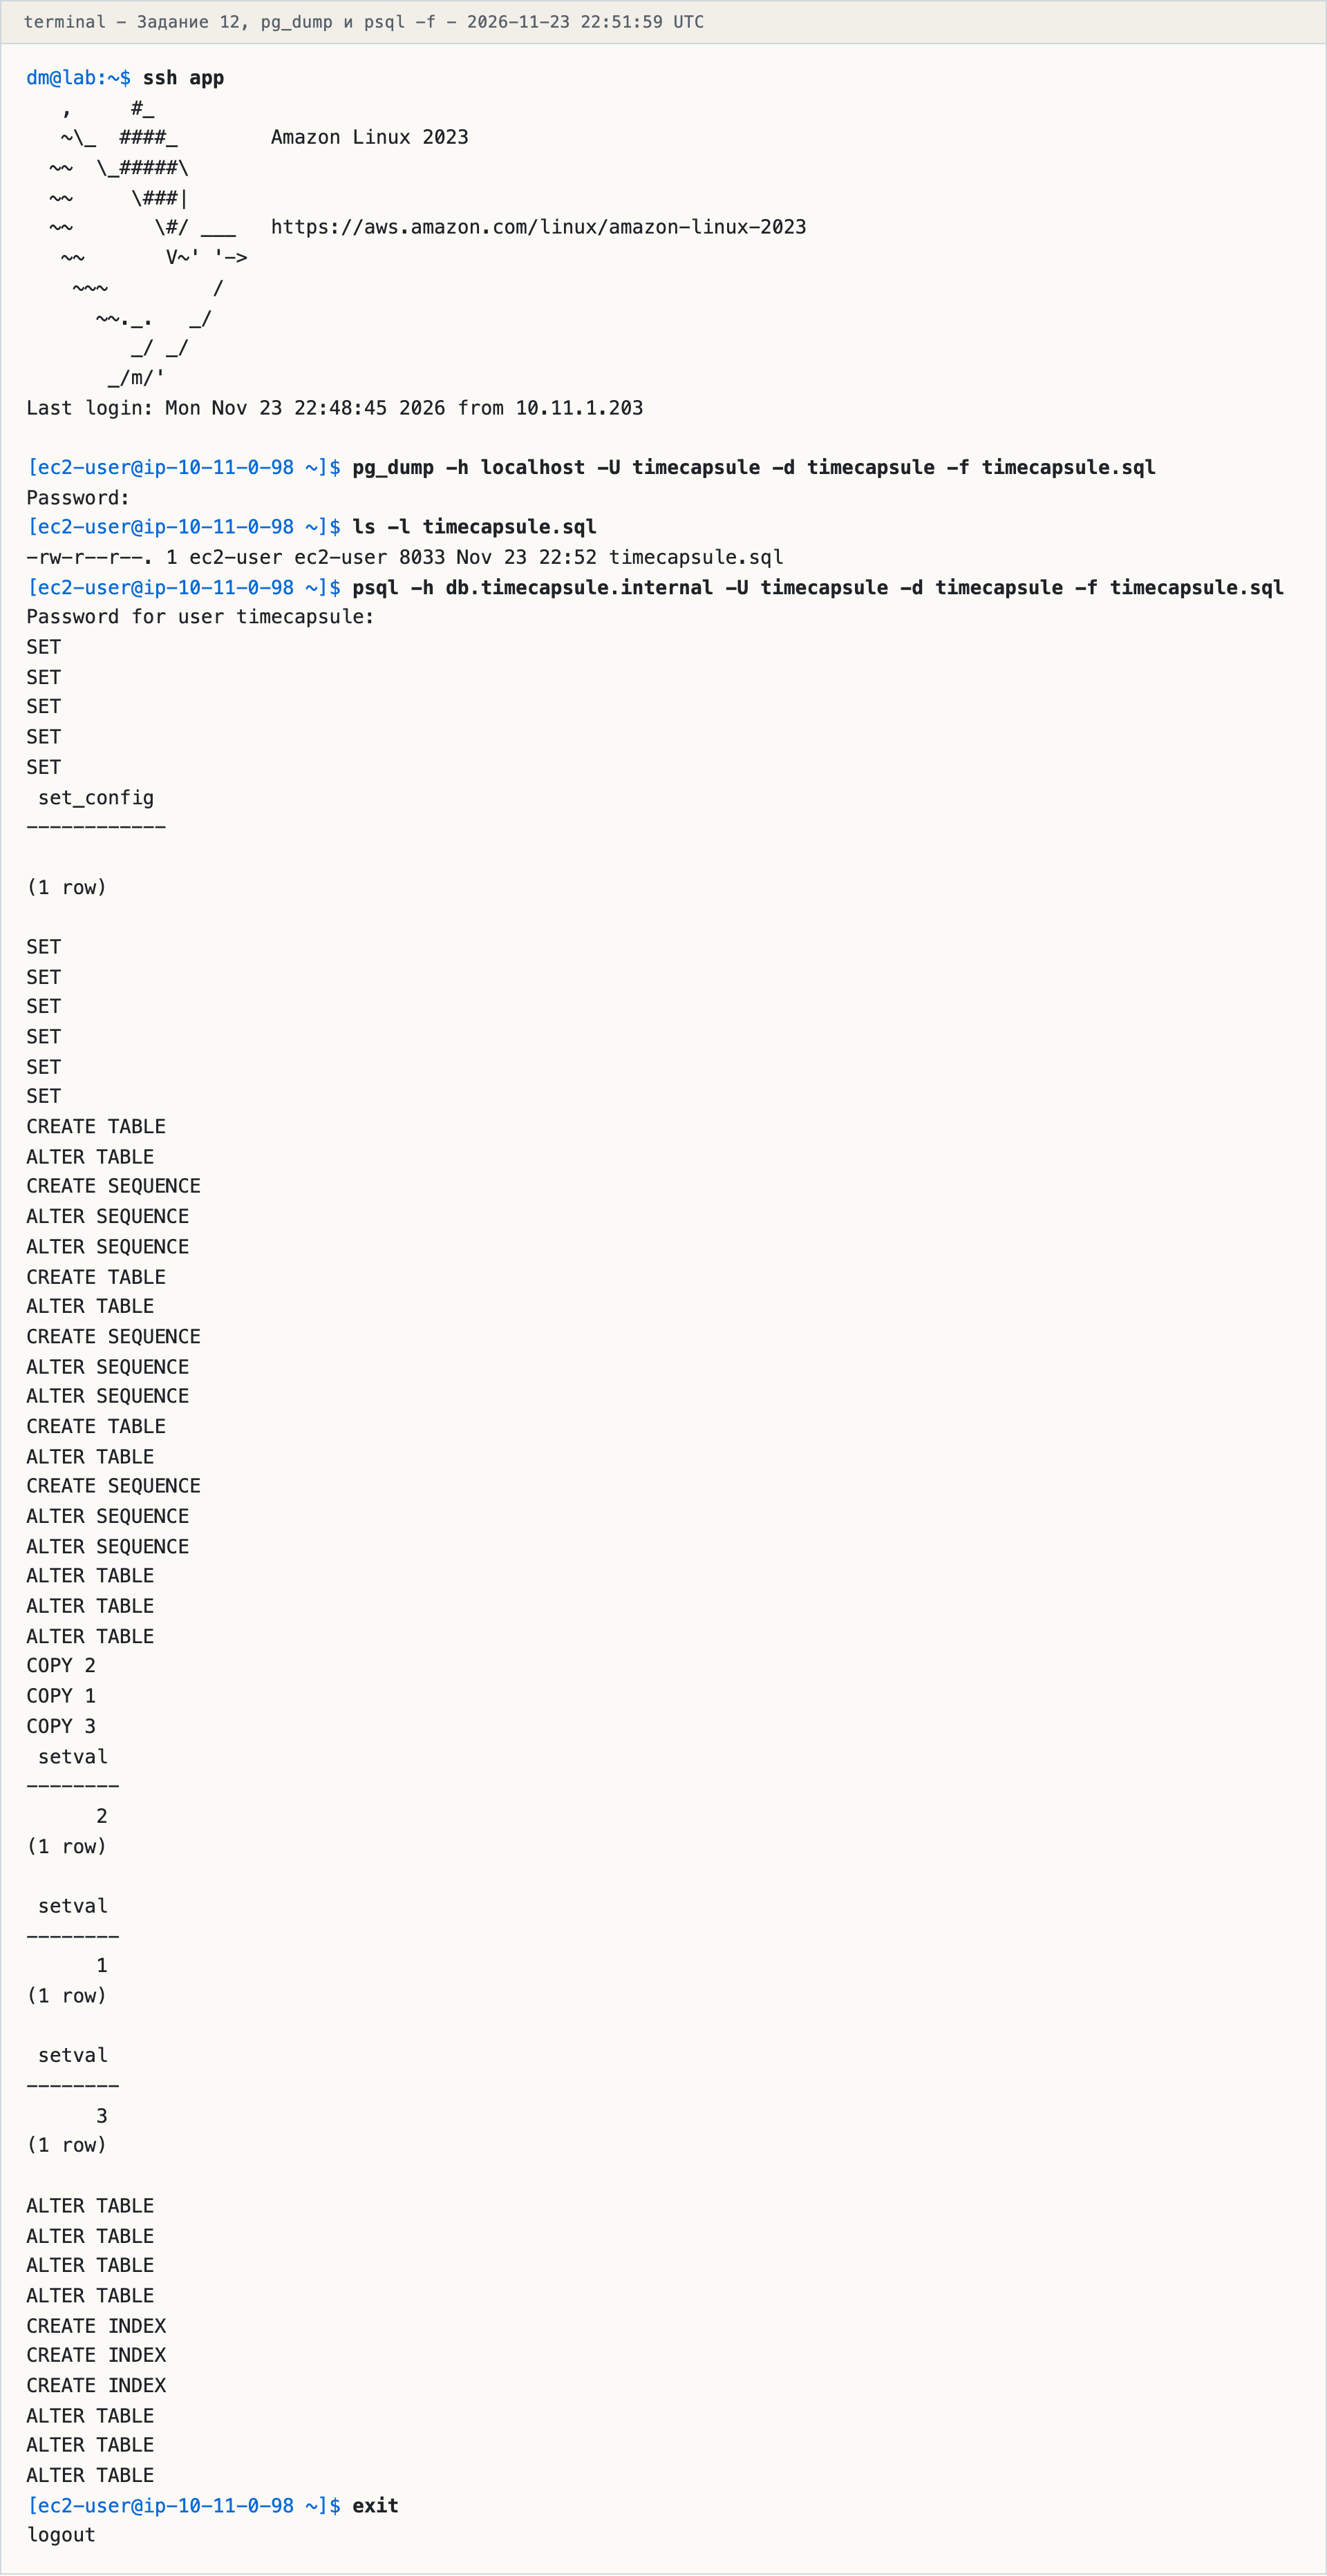 terminal — Задание 12, pg_dump и psql -f — 2026-11-23 22:51:59 UTC
dm@lab:~$ ssh app
   ,     #_
   ~\_  ####_        Amazon Linux 2023
  ~~  \_#####\
  ~~     \###|
  ~~       \#/ ___   https://aws.amazon.com/linux/amazon-linux-2023
   ~~       V~' '->
    ~~~         /
      ~~._.   _/
         _/ _/
       _/m/'
Last login: Mon Nov 23 22:48:45 2026 from 10.11.1.203
[ec2-user@ip-10-11-0-98 ~]$ pg_dump -h localhost -U timecapsule -d timecapsule -f timecapsule.sql
Password:
[ec2-user@ip-10-11-0-98 ~]$ ls -l timecapsule.sql
-rw-r--r--. 1 ec2-user ec2-user 8033 Nov 23 22:52 timecapsule.sql
[ec2-user@ip-10-11-0-98 ~]$ psql -h db.timecapsule.internal -U timecapsule -d timecapsule -f timecapsule.sql
Password for user timecapsule:
SET
SET
SET
SET
SET
 set_config
------------
(1 row)
SET
SET
SET
SET
SET
SET
CREATE TABLE
ALTER TABLE
CREATE SEQUENCE
ALTER SEQUENCE
ALTER SEQUENCE
CREATE TABLE
ALTER TABLE
CREATE SEQUENCE
ALTER SEQUENCE
ALTER SEQUENCE
CREATE TABLE
ALTER TABLE
CREATE SEQUENCE
ALTER SEQUENCE
ALTER SEQUENCE
ALTER TABLE
ALTER TABLE
ALTER TABLE
COPY 2
COPY 1
COPY 3
 setval
--------
      2
(1 row)
 setval
--------
      1
(1 row)
 setval
--------
      3
(1 row)
ALTER TABLE
ALTER TABLE
ALTER TABLE
ALTER TABLE
CREATE INDEX
CREATE INDEX
CREATE INDEX
ALTER TABLE
ALTER TABLE
ALTER TABLE
[ec2-user@ip-10-11-0-98 ~]$ exit
logout